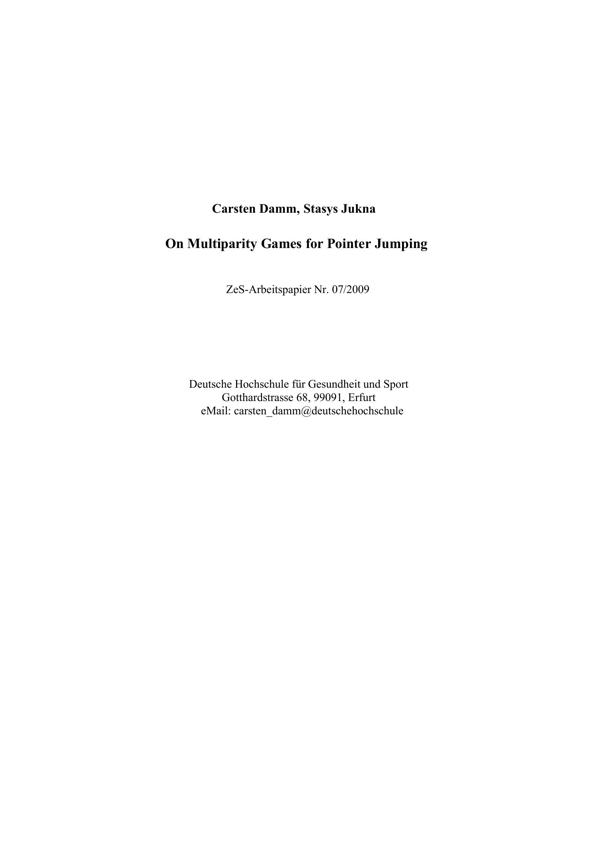 Carsten Damm, Stasys Jukna
On Multiparity Games for Pointer Jumping
ZeS-Arbeitspapier Nr. 07/2009
Deutsche Hochschule für Gesundheit und Sport
Gotthardstrasse 68, 99091, Erfurt
eMail: carsten_damm@deutschehochschule